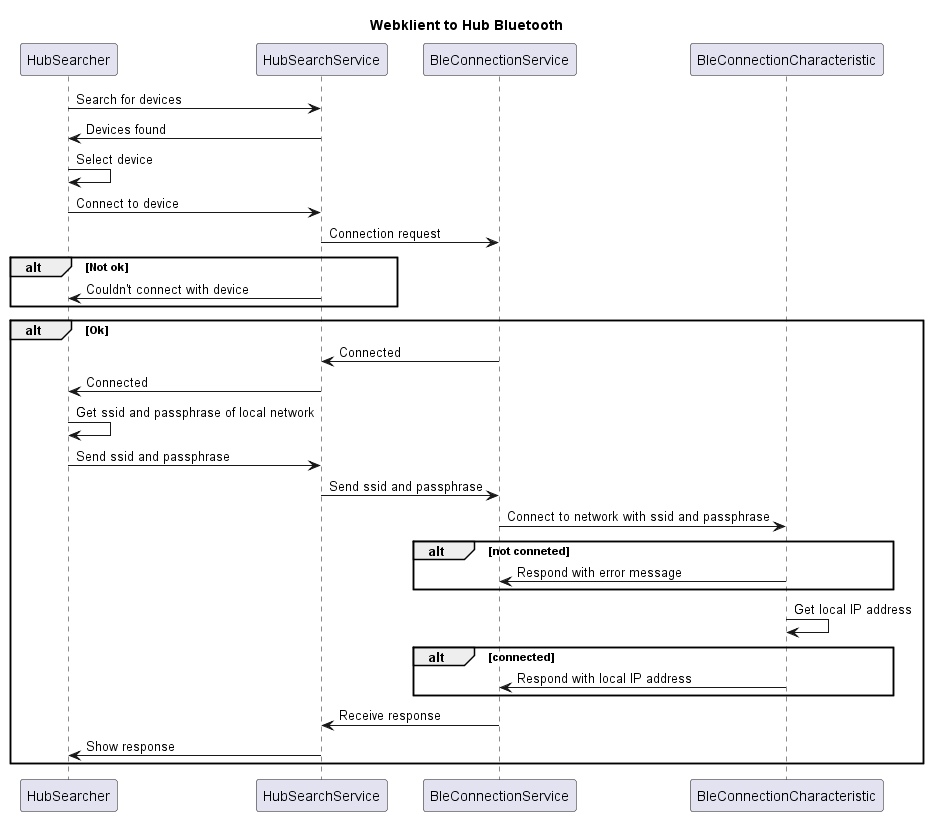 Webklient to Hub Bluetooth
HubSearcher HubSearchService BleConnectionService BleConnectionCharacteristic
Search for devices
Devices found
Select device
Connect to device
Connection request
alt [Not ok]
Couldn't connect with device
alt [Ok]
Connected
Connected
Get ssid and passphrase of local network
Send ssid and passphrase
Send ssid and passphrase
Connect to network with ssid and passphrase
alt [not conneted]
Respond with error message
Get local IP address
alt [connected]
Respond with local IP address
Receive response
Show response
HubSearcher HubSearchService BleConnectionService BleConnectionCharacteristic